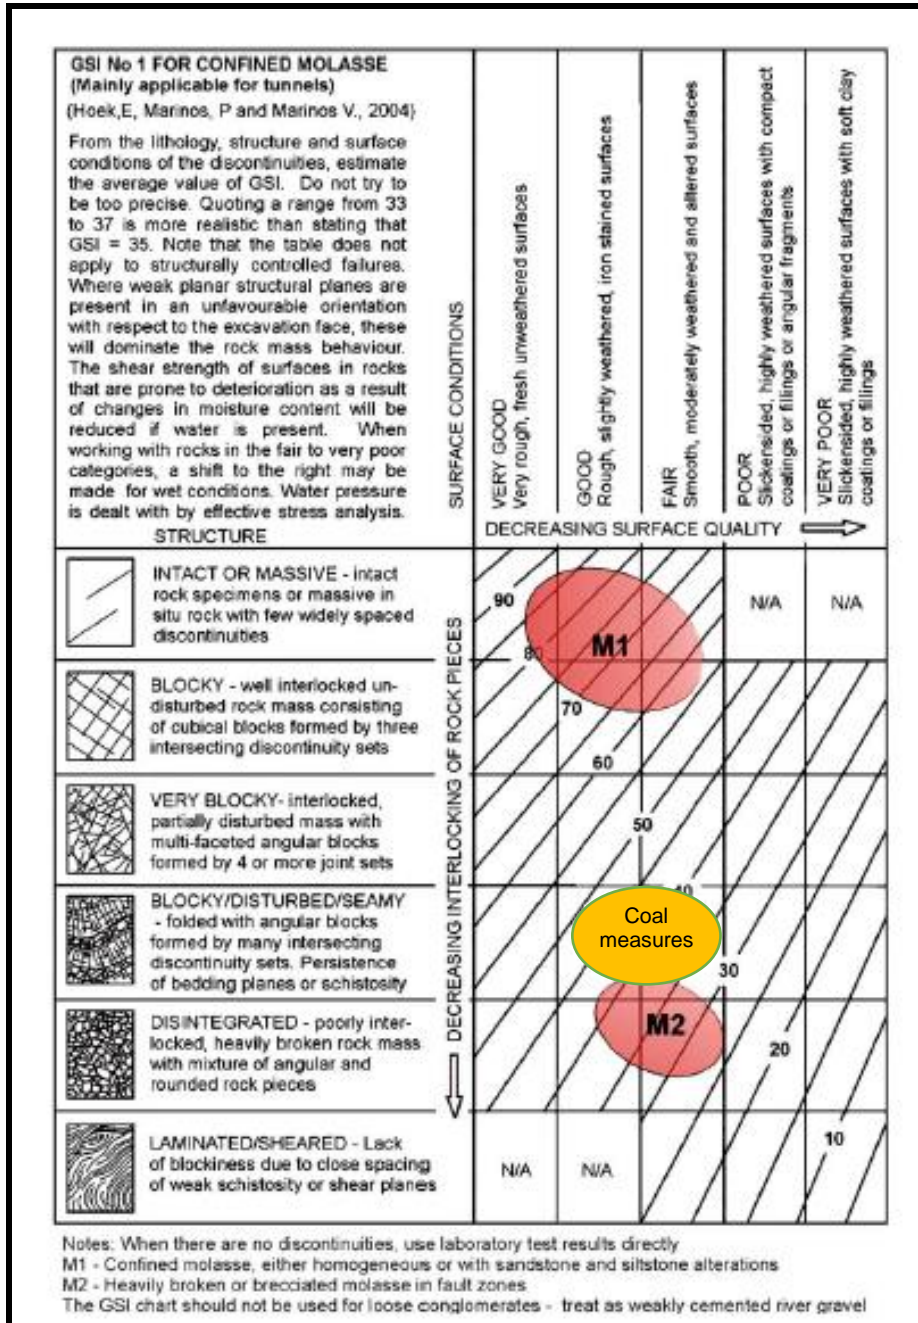 GSI No 1 FOR CONFINED MOLASSE
(Mainly applicable for tunnels)
(Hoek,E, Marinos, P and Marinos V., 2004)
From the lithology, structure and surface
conditions of the discontinuities, estimate
the average value of GSI. Do not try to
be too precise. Quoting a range from 33
to 37 is more realistic than stating that
GSI = 35. Note that the table does not
apply to structurally controlled failures.
Where weak planar structural planes are
present in an unfavourable orientation
with respect to the excavation face, these
will dominate the rock mass behaviour.
The shear strength of surfaces in rocks
that are prone to deterioration as a result
of changes in moisture content will be
reduced if water is present. When
working with rocks in the fair to very poor
categories, a shift to the right may be
made for wet conditions. Water pressure
is dealt with by effective stress analysis.
STRUCTURE
SURFACE CONDITIONS
VERY GOOD
Very rough, fresh unweathered surfaces
GOOD
Rough, slightly weathered, iron stained surfaces
FAIR
Smooth, moderately weathered and altered surfaces
POOR
Slickensided, highly weathered surfaces with compact
coatings or fillings or angular fragments
VERY POOR
Slickensided, highly weathered surfaces with soft clay
coatings or fillings
DECREASING SURFACE QUALITY
INTACT OR MASSIVE - intact
rock specimens or massive in
situ rock with few widely spaced
discontinuities
BLOCKY - well interlocked un-
disturbed rock mass consisting
of cubical blocks formed by three
intersecting discontinuity sets
VERY BLOCKY- interlocked,
partially disturbed mass with
multi-faceted angular blocks
formed by 4 or more joint sets
BLOCKY/DISTURBED/SEAMY
- folded with angular blocks
formed by many intersecting
discontinuity sets. Persistence
of bedding planes or schistosity
DISINTEGRATED - poorly inter-
locked, heavily broken rock mass
with mixture of angular and
rounded rock pieces
LAMINATED/SHEARED - Lack
of blockiness due to close spacing
of weak schistosity or shear planes
DECREASING INTERLOCKING OF ROCK PIECES
90
M1
N/A
N/A
80
70
60
50
40
Coal
measures
30
M2
20
10
N/A
N/A
Notes: When there are no discontinuities, use laboratory test results directly
M1 - Confined molasse, either homogeneous or with sandstone and siltstone alterations
M2 - Heavily broken or brecciated molasse in fault zones
The GSI chart should not be used for loose conglomerates - treat as weakly cemented river gravel